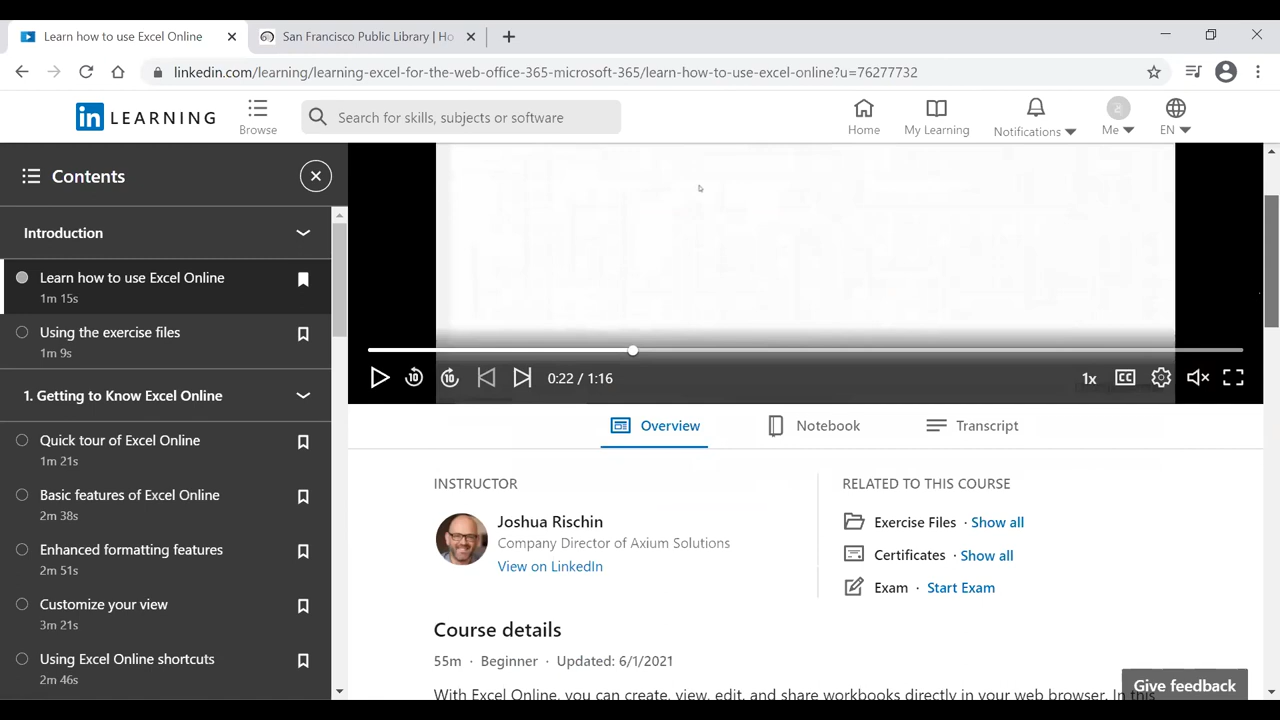 Learn how to use Excel Online
San Francisco Public Library | Ho
linkedin.com/learning/learning-excel-for-the-web-office-365-microsoft-365/learn-how-to-use-excel-online?u=76277732
in LEARNING
Browse
Search for skills, subjects or software
Home
My Learning
Notifications
Me
EN
Contents
Introduction
Learn how to use Excel Online
1m 15s
Using the exercise files
1m 9s
1. Getting to Know Excel Online
Quick tour of Excel Online
1m 21s
Basic features of Excel Online
2m 38s
Enhanced formatting features
2m 51s
Customize your view
3m 21s
Using Excel Online shortcuts
2m 46s
10
10
0:22 / 1:16
1x
CC
Overview
Notebook
Transcript
INSTRUCTOR
Joshua Rischin
Company Director of Axium Solutions
View on LinkedIn
RELATED TO THIS COURSE
Exercise Files · Show all
Certificates · Show all
Exam · Start Exam
Course details
55m · Beginner · Updated: 6/1/2021
With Excel Online, you can create, view, edit, and share workbooks directly in your web browser. In this
Give feedback